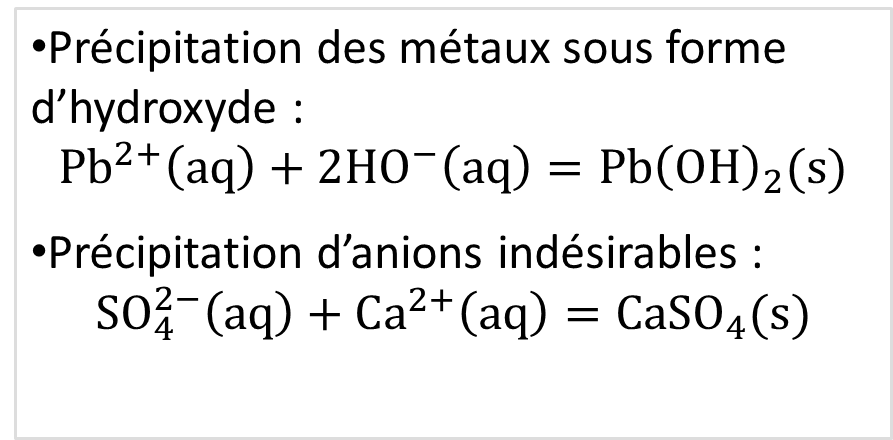 •Précipitation des métaux sous forme
d’hydroxyde :
Pb²⁺(aq) + 2HO⁻(aq) = Pb(OH)₂(s)
•Précipitation d’anions indésirables :
SO₄²⁻(aq) + Ca²⁺(aq) = CaSO₄(s)